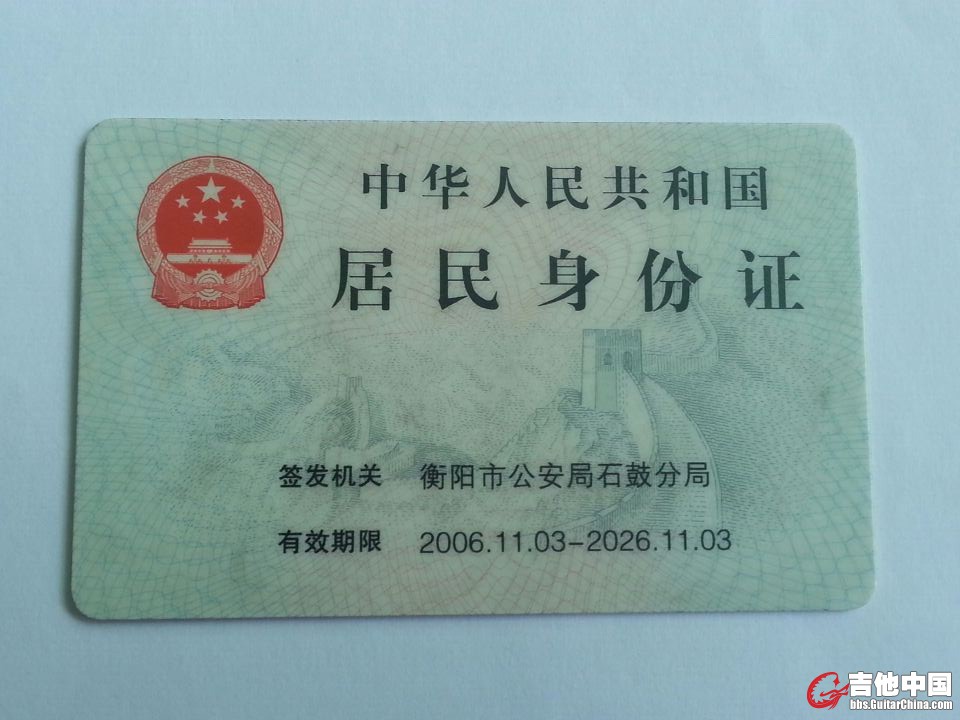 中华人民共和国
居民身份证
签发机关 衡阳市公安局石鼓分局
有效期限 2006.11.03-2026.11.03
吉他中国
bbs.GuitarChina.com